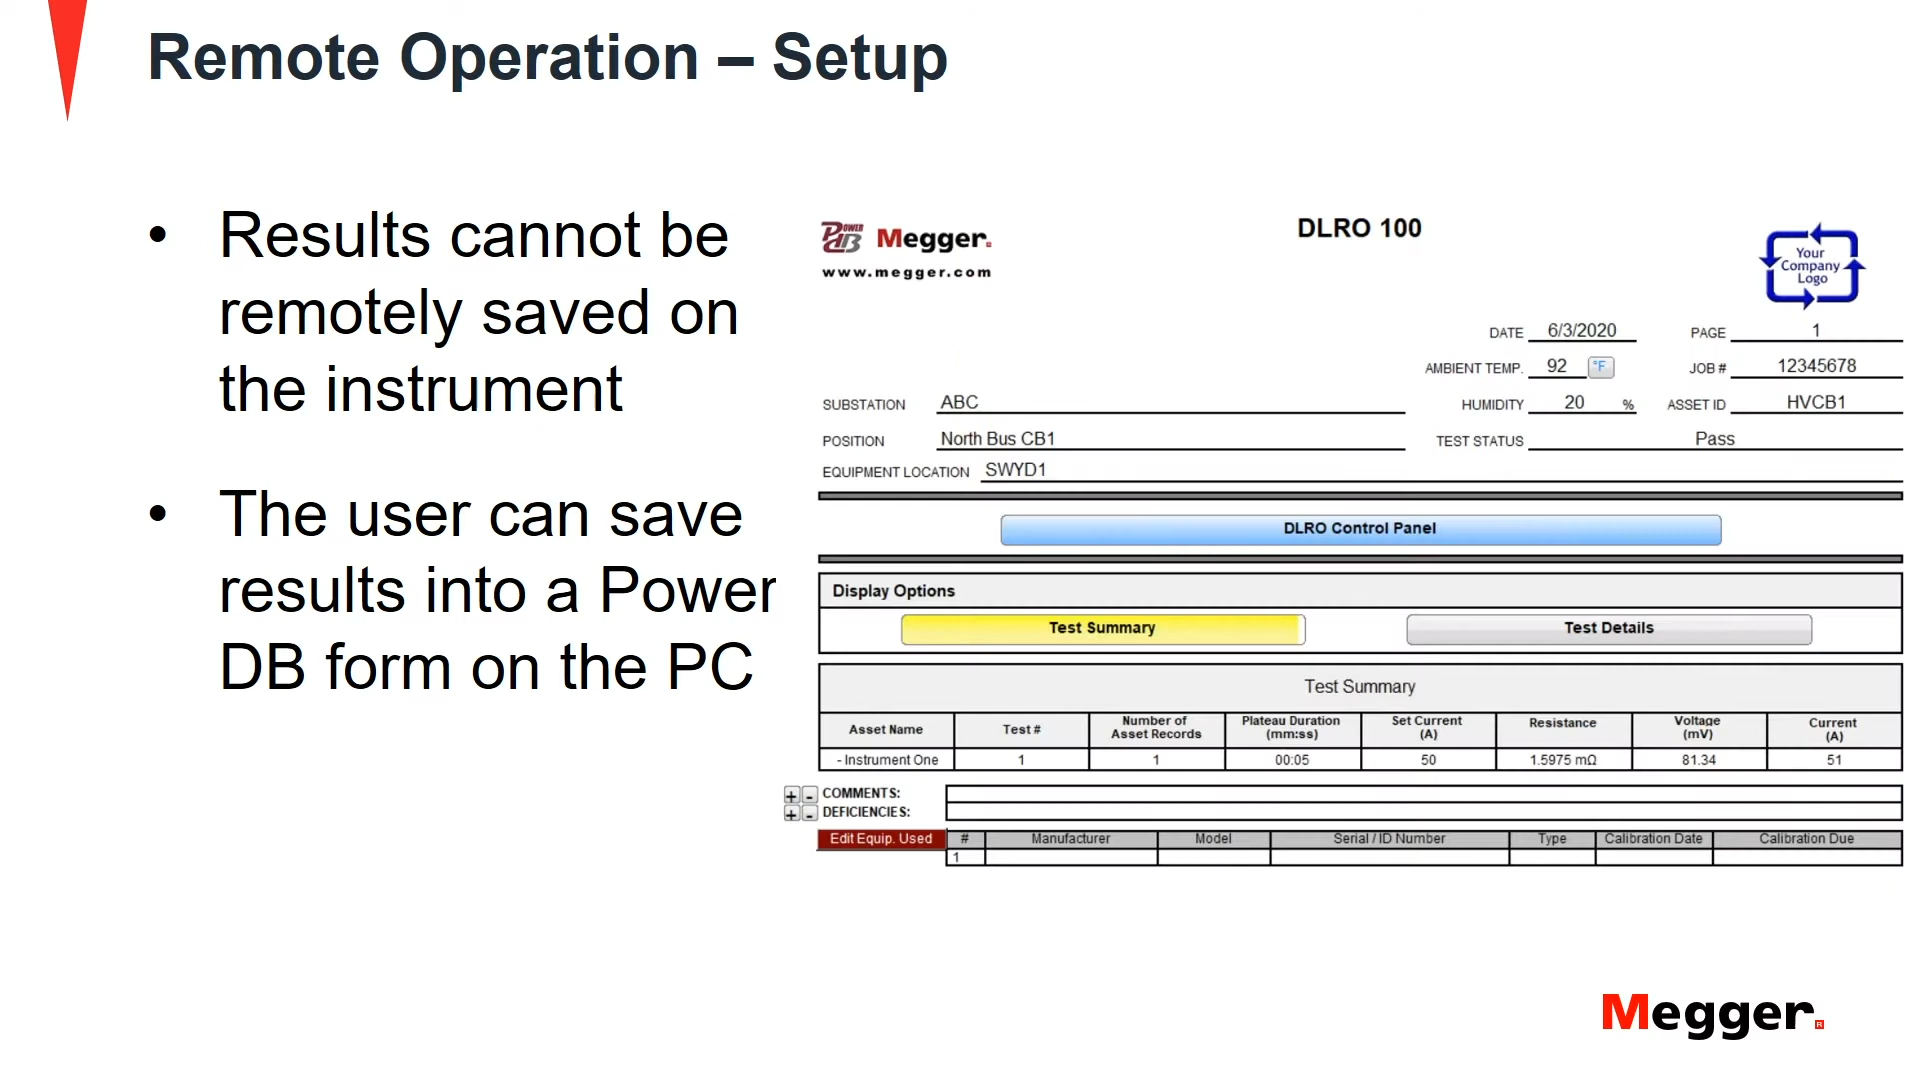 Remote Operation – Setup
• Results cannot be
remotely saved on
the instrument
• The user can save
results into a Power
DB form on the PC
POWER DB Megger.
www.megger.com
DLRO 100
Your
Company
Logo
DATE 6/3/2020 PAGE 1
AMBIENT TEMP. 92 °F JOB # 12345678
SUBSTATION ABC HUMIDITY 20 % ASSET ID HVCB1
POSITION North Bus CB1 TEST STATUS Pass
EQUIPMENT LOCATION SWYD1
DLRO Control Panel
Display Options
Test Summary Test Details
Test Summary
Asset Name Test # Number of Asset Records Plateau Duration (mm:ss) Set Current (A) Resistance Voltage (mV) Current (A)
- Instrument One 1 1 00:05 50 1.5975 mΩ 81.34 51
+ - COMMENTS:
+ - DEFICIENCIES:
Edit Equip. Used # Manufacturer Model Serial / ID Number Type Calibration Date Calibration Due
1
Megger.